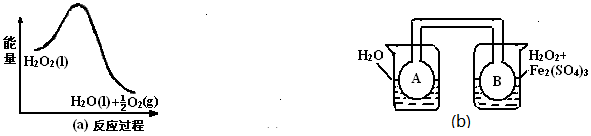 能量
H₂O₂(l)
H₂O(l)+½O₂(g)
(a) 反应过程
H₂O
A
B
H₂O₂+
Fe₂(SO₄)₃
(b)